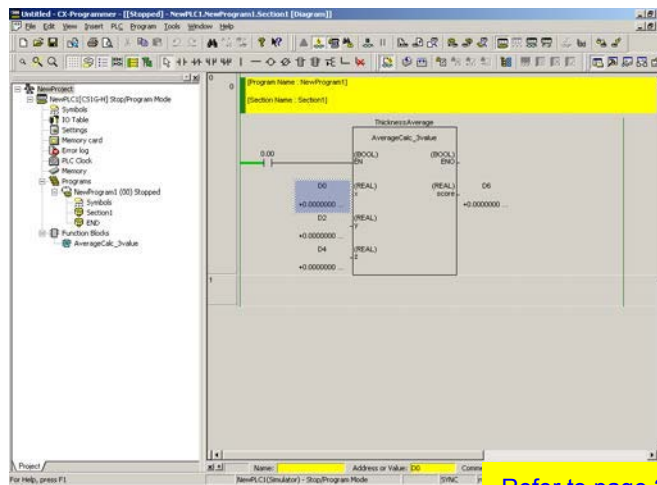 Untitled - CX-Programmer - [[Stopped] - NewPLC1.NewProgram1.Section1 [Diagram]]
File Edit View Insert PLC Program Tools Window Help
NewProject
NewPLC1[CS1G-H] Stop/Program Mode
Symbols
IO Table
Settings
Memory card
Error log
PLC Clock
Memory
Programs
NewProgram1 (00) Stopped
Symbols
Section1
END
Function Blocks
AverageCalc_3value
Project
0
0
[Program Name : NewProgram1]
[Section Name : Section1]
ThicknessAverage
AverageCalc_3value
0.00
(BOOL)
EN
(BOOL)
ENO
D0
(REAL)
x
(REAL)
score
D6
+0.0000000 ...
+0.0000000 ...
D2
(REAL)
y
+0.0000000 ...
D4
(REAL)
z
+0.0000000 ...
1
Name:
Address or Value: D0
For Help, press F1
NewPLC1(Simulator) - Stop/Program Mode
SYNC